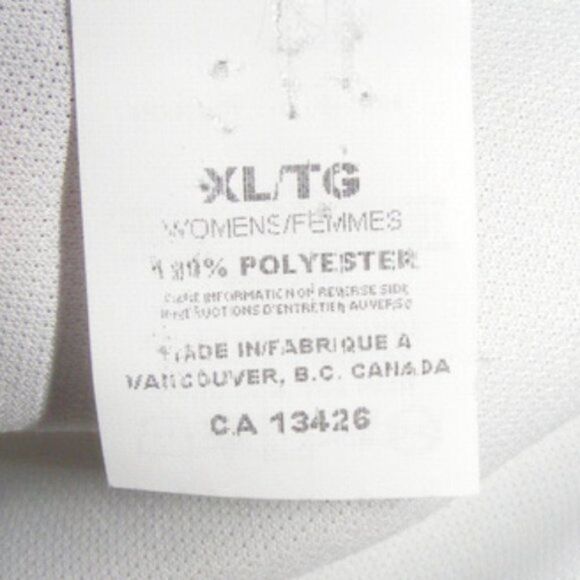 XL/TG
WOMENS/FEMMES
100% POLYESTER
CARE INFORMATION ON REVERSE SIDE
INSTRUCTIONS D'ENTRETIEN AU VERSO
MADE IN/FABRIQUE A
VANCOUVER, B.C. CANADA
CA 13426